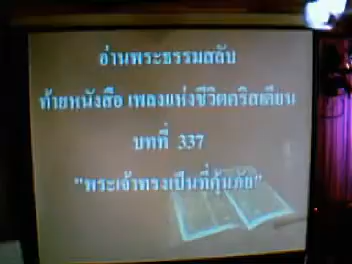 อ่านพระธรรมสลับ
ท้ายหนังสือ เพลงแห่งชีวิตคริสเตียน
บทที่ 337
"พระเจ้าทรงเป็นที่คุ้มภัย"